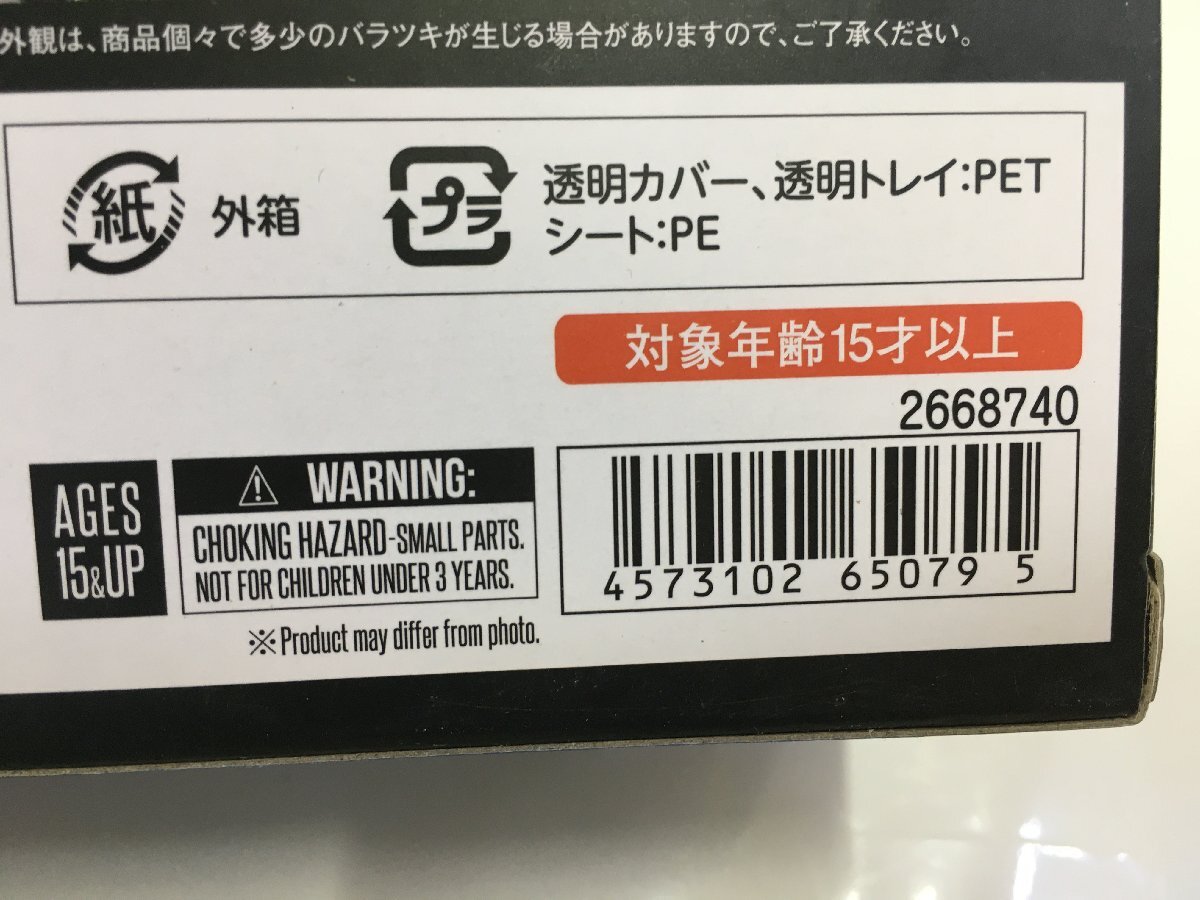 外観は、商品個々で多少のバラツキが生じる場合がありますので、ご了承ください。
紙 外箱
プラ 透明カバー、透明トレイ:PET
シート:PE
対象年齢15才以上
2668740
AGES
15&UP
⚠ WARNING:
CHOKING HAZARD-SMALL PARTS.
NOT FOR CHILDREN UNDER 3 YEARS.
※Product may differ from photo.
4573102 65079 5